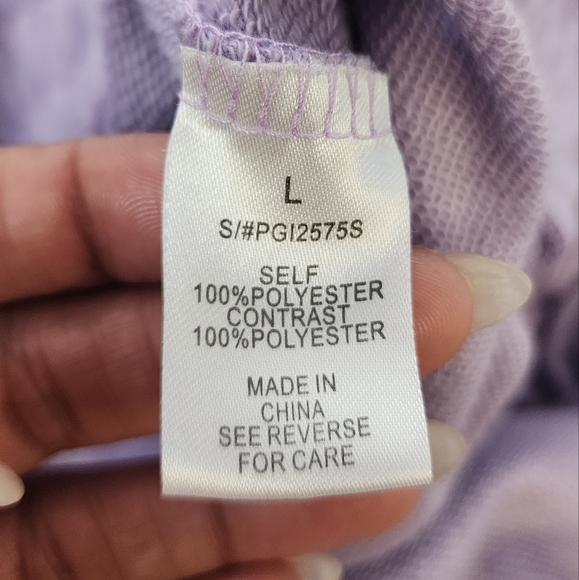 L
S/#PGI2575S
SELF
100%POLYESTER
CONTRAST
100%POLYESTER
MADE IN
CHINA
SEE REVERSE
FOR CARE